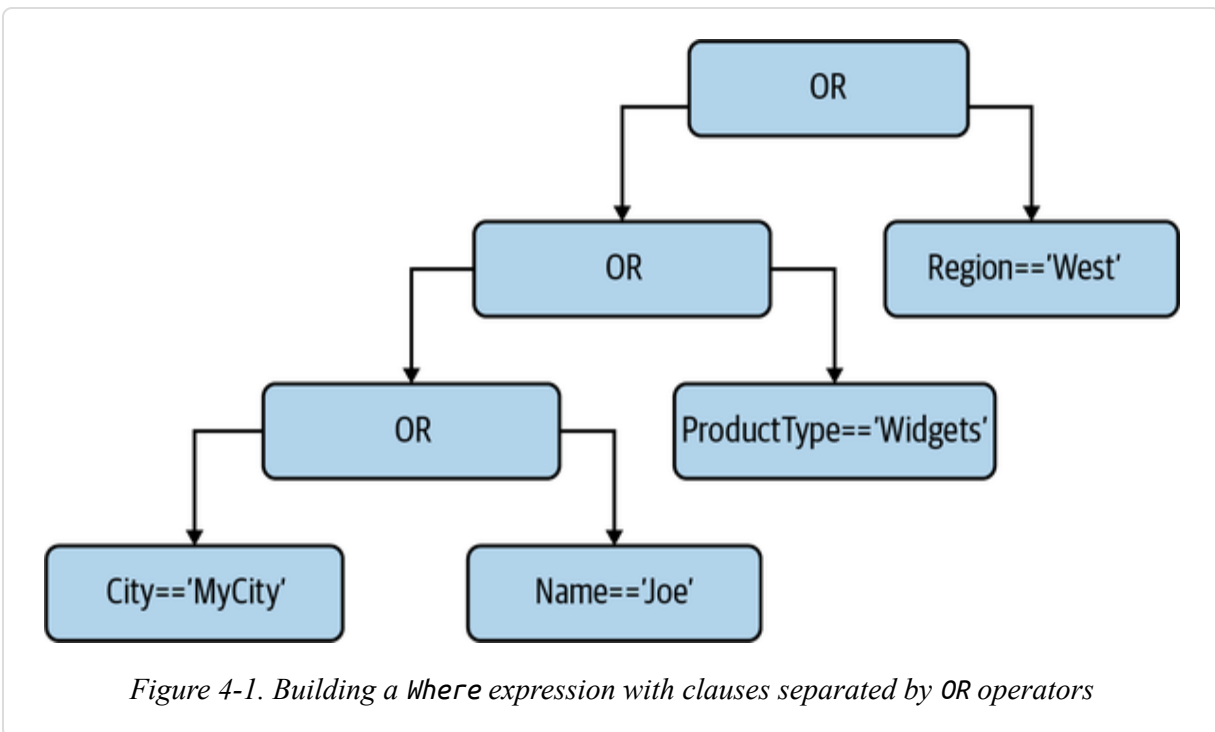 OR
OR
Region=='West'
OR
ProductType=='Widgets'
City=='MyCity'
Name=='Joe'
Figure 4-1. Building a Where expression with clauses separated by OR operators